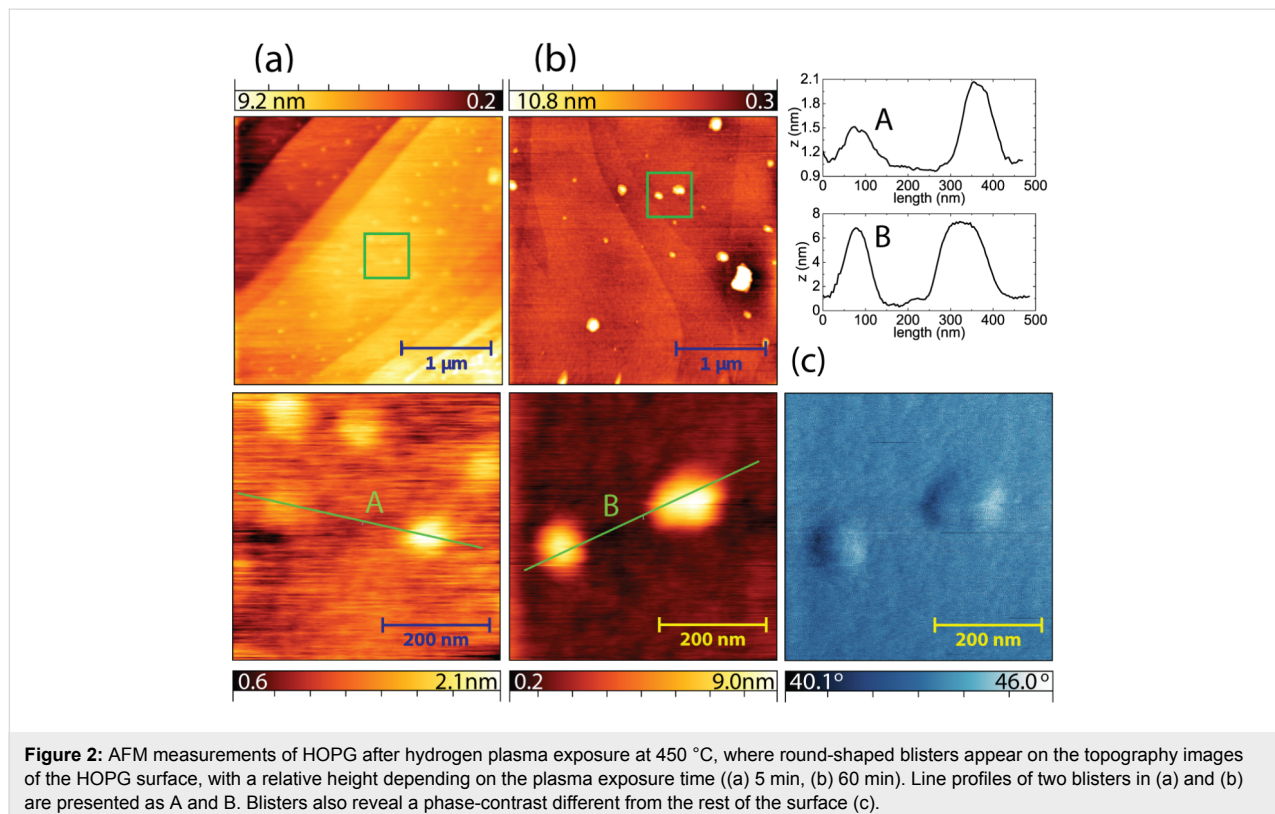 (a)
(b)
9.2 nm 0.2
10.8 nm 0.3
1 µm
1 µm
2.1
1.8
1.5
1.2
0.9
z (nm)
A
0 100 200 300 400 500
length (nm)
8
6
4
2
0
z (nm)
B
0 100 200 300 400 500
length (nm)
(c)
A
200 nm
B
200 nm
200 nm
0.6 2.1nm
0.2 9.0nm
40.1° 46.0°
Figure 2: AFM measurements of HOPG after hydrogen plasma exposure at 450 °C, where round-shaped blisters appear on the topography images
of the HOPG surface, with a relative height depending on the plasma exposure time ((a) 5 min, (b) 60 min). Line profiles of two blisters in (a) and (b)
are presented as A and B. Blisters also reveal a phase-contrast different from the rest of the surface (c).